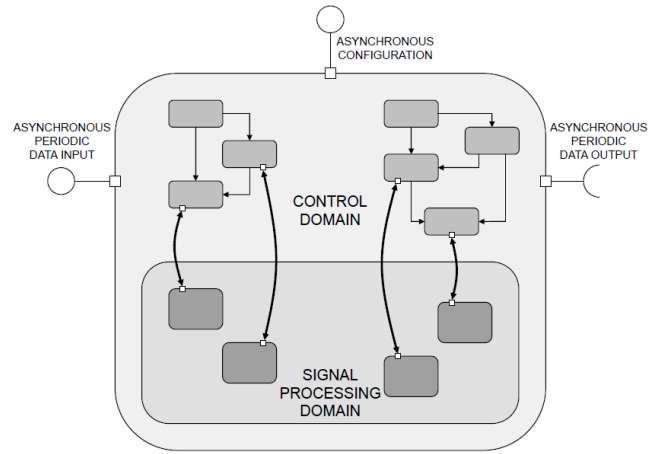 ASYNCHRONOUS
CONFIGURATION
ASYNCHRONOUS
PERIODIC
DATA INPUT
ASYNCHRONOUS
PERIODIC
DATA OUTPUT
CONTROL
DOMAIN
SIGNAL
PROCESSING
DOMAIN